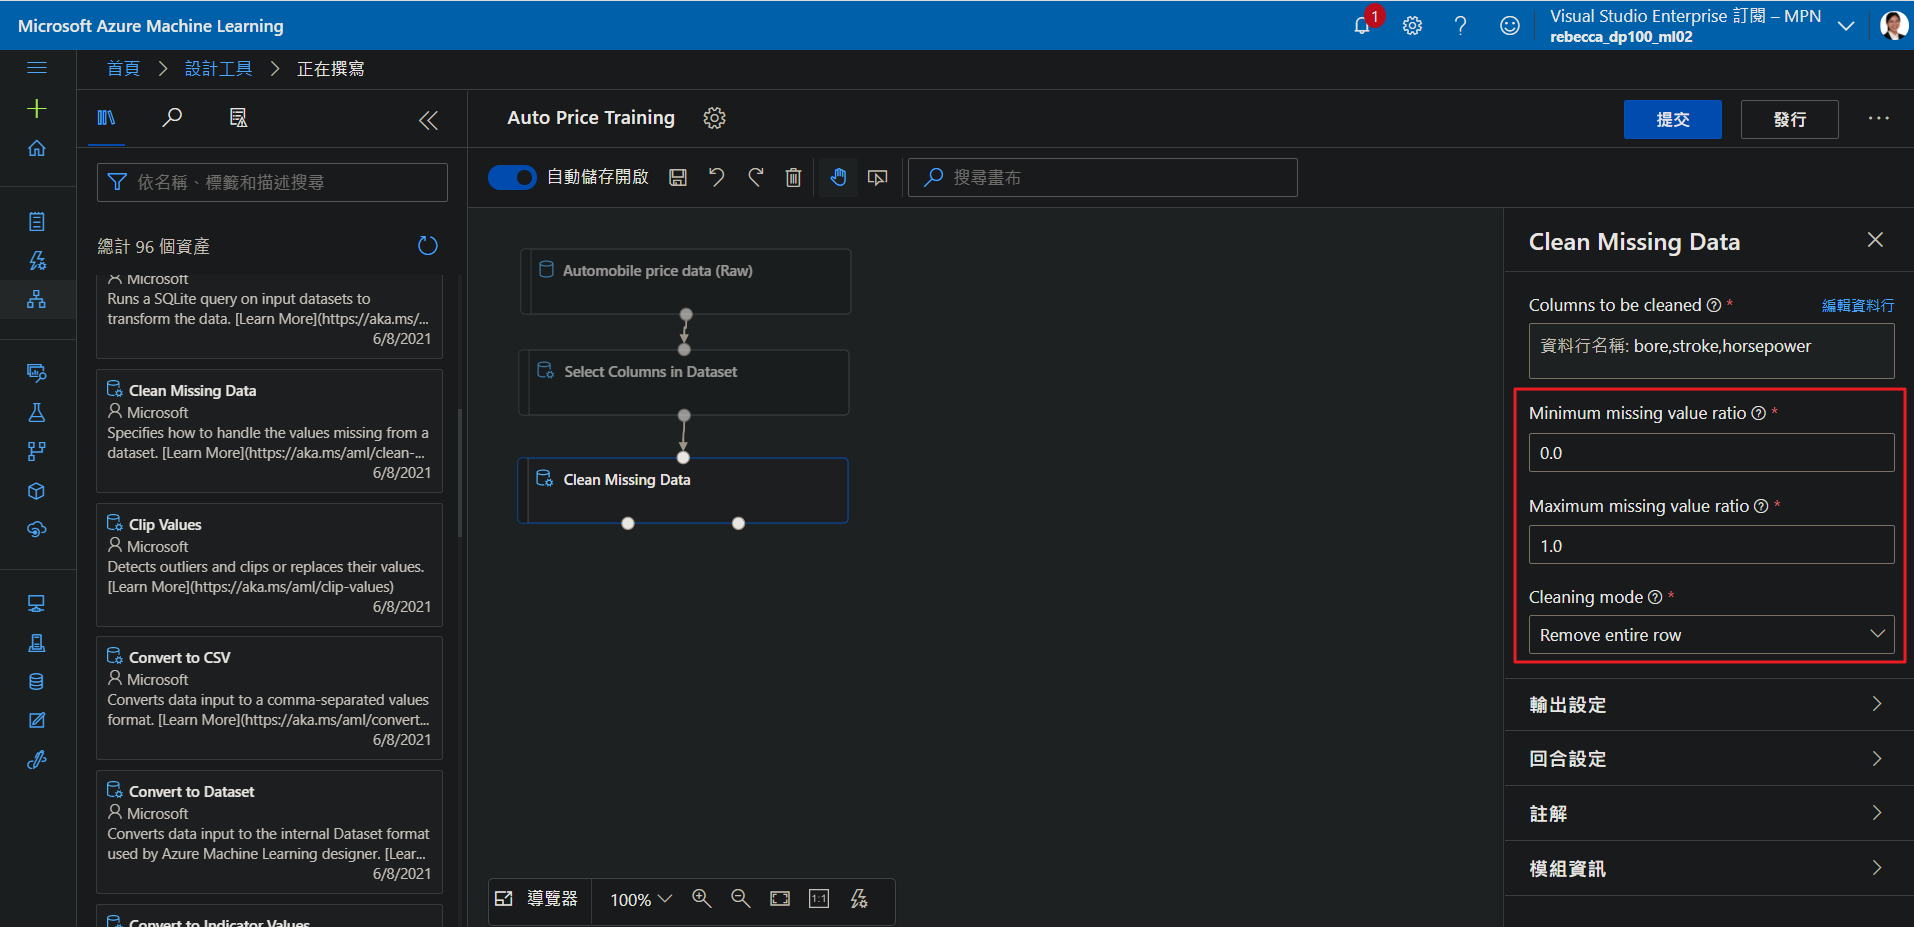 Microsoft Azure Machine Learning
1
Visual Studio Enterprise 訂閱 – MPN
rebecca_dp100_ml02
首頁 > 設計工具 > 正在撰寫
依名稱、標籤和描述搜尋
總計 96 個資產
Microsoft
Runs a SQLite query on input datasets to
transform the data. [Learn More](https://aka.ms/...
6/8/2021
Clean Missing Data
Microsoft
Specifies how to handle the values missing from a
dataset. [Learn More](https://aka.ms/aml/clean-...
6/8/2021
Clip Values
Microsoft
Detects outliers and clips or replaces their values.
[Learn More](https://aka.ms/aml/clip-values)
6/8/2021
Convert to CSV
Microsoft
Converts data input to a comma-separated values
format. [Learn More](https://aka.ms/aml/convert...
6/8/2021
Convert to Dataset
Microsoft
Converts data input to the internal Dataset format
used by Azure Machine Learning designer. [Lear...
6/8/2021
Convert to Indicator Values
Auto Price Training
提交
發行
自動儲存開啟
搜尋畫布
Automobile price data (Raw)
Select Columns in Dataset
Clean Missing Data
導覽器
100%
1:1
Clean Missing Data
Columns to be cleaned *
編輯資料行
資料行名稱: bore,stroke,horsepower
Minimum missing value ratio *
0.0
Maximum missing value ratio *
1.0
Cleaning mode *
Remove entire row
輸出設定
回合設定
註解
模組資訊